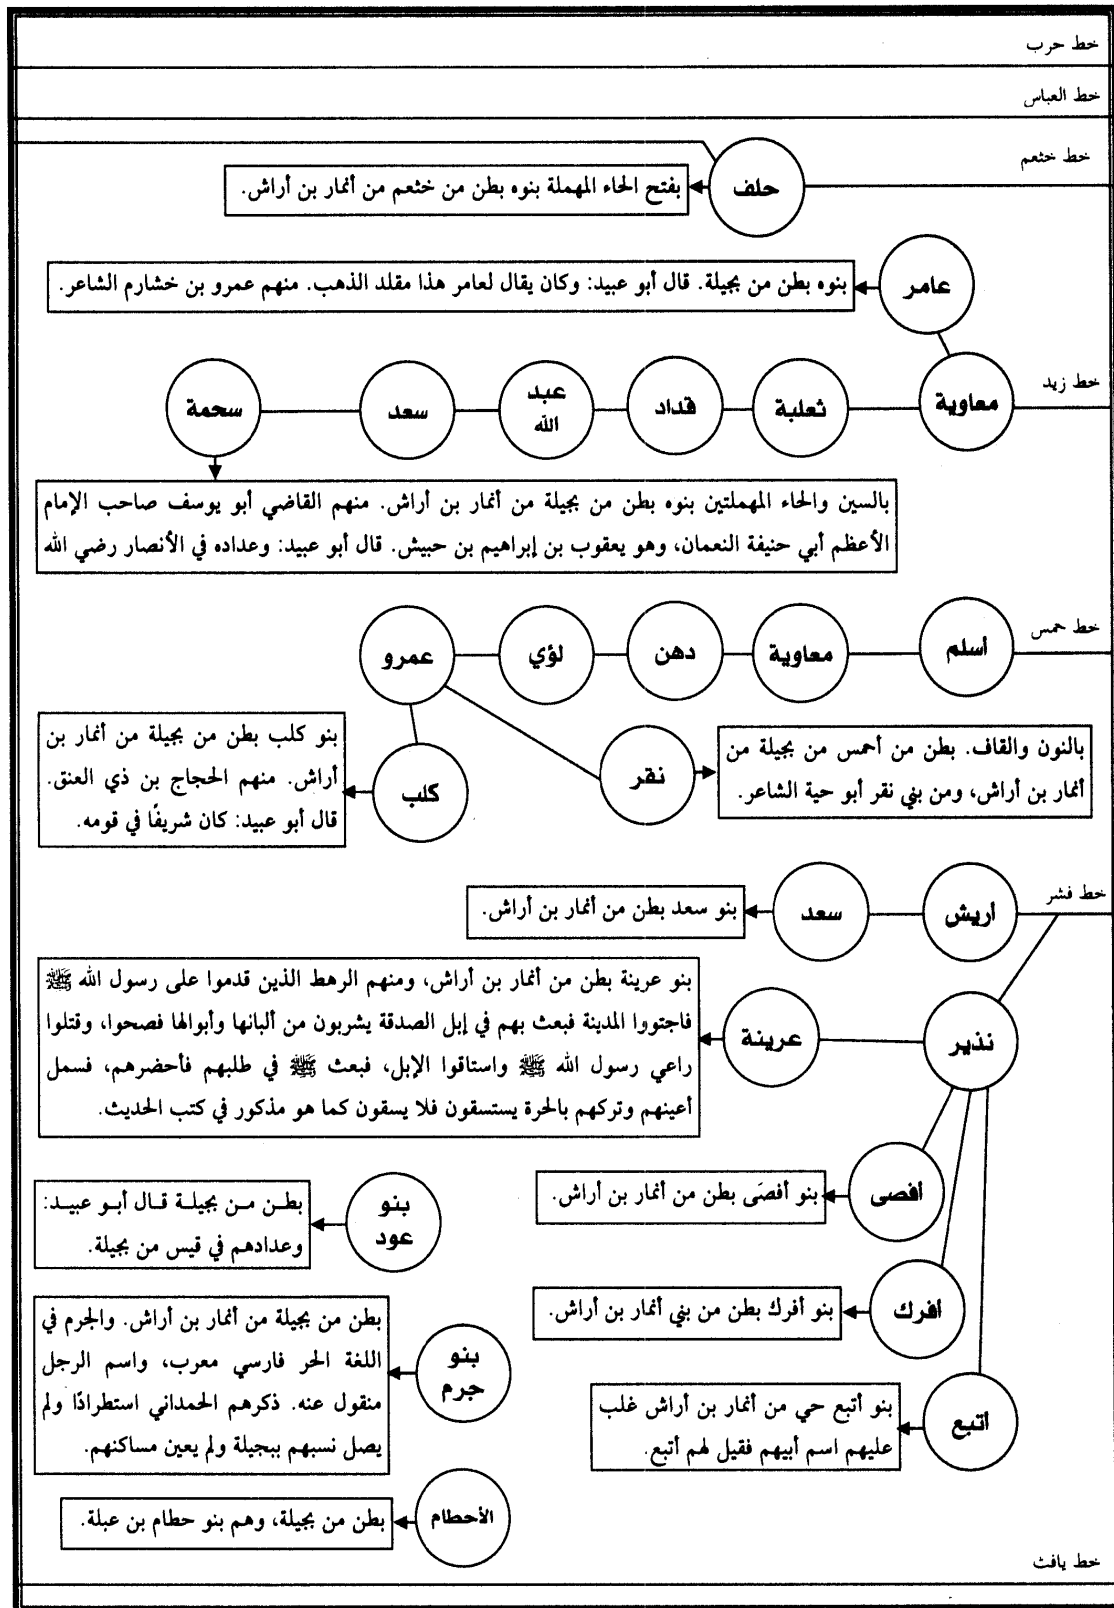 خط حرب
خط العباس
خط خثعم
حلف
بفتح الحاء المهملة بنوه بطن من خثعم من أنمار بن أراش.
عامر
بنوه بطن من بجيلة. قال أبو عبيد: وكان يقال لعامر هذا مقلد الذهب. منهم عمرو بن خشارم الشاعر.
خط زيد
معاوية
ثعلبة
قداد
عبد
الله
سعد
سحمة
بالسين والحاء المهملتين بنوه بطن من بجيلة من أنمار بن أراش. منهم القاضي أبو يوسف صاحب الإمام
الأعظم أبي حنيفة النعمان، وهو يعقوب بن إبراهيم بن حبيش. قال أبو عبيد: وعداده في الأنصار رضي الله
خط حمس
أسلم
معاوية
دهن
لؤي
عمرو
نقر
بالنون والقاف. بطن من أحمس من بجيلة من
أنمار بن أراش، ومن بني نقر أبو حية الشاعر.
كلب
بنو كلب بطن من بجيلة من أنمار بن
أراش. منهم الحجاج بن ذي العنق.
قال أبو عبيد: كان شريفًا في قومه.
خط فشر
أريش
سعد
بنو سعد بطن من أنمار بن أراش.
نذير
عرينة
بنو عرينة بطن من أنمار بن أراش، ومنهم الرهط الذين قدموا على رسول الله ﷺ
فاجتووا المدينة فبعث بهم في إبل الصدقة يشربون من ألبانها وأبوالها فصحوا، وقتلوا
راعي رسول الله ﷺ واستاقوا الإبل، فبعث ﷺ في طلبهم فأحضرهم، فسمل
أعينهم وتركهم بالحرة يستسقون فلا يسقون كما هو مذكور في كتب الحديث.
أفصى
بنو أفصَى بطن من أنمار بن أراش.
بنو
عود
بطن من بجيلة قال أبو عبيد:
وعدادهم في قيس من بجيلة.
أفرك
بنو أفرك بطن من بني أنمار بن أراش.
بنو
جرم
بطن من بجيلة من أنمار بن أراش. والجرم في
اللغة الحر فارسي معرب، واسم الرجل
منقول عنه. ذكرهم الحمداني استطرادًا ولم
يصل نسبهم ببجيلة ولم يعين مساكنهم.
أتبع
بنو أتبع حي من أنمار بن أراش غلب
عليهم اسم أبيهم فقيل لهم أتبع.
الأحطام
بطن من بجيلة، وهم بنو حطام بن عبلة.
خط يافث